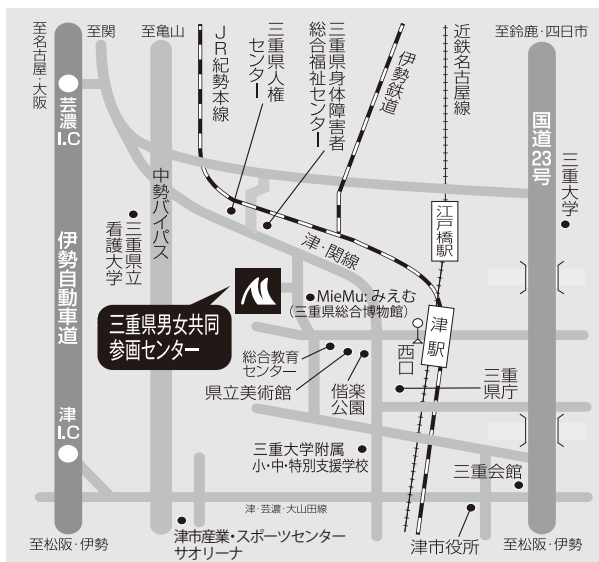 至名古屋・大阪
至関
至亀山
JR紀勢本線
三重県人権
センター
三重県身体障害者
総合福祉センター
伊勢鉄道
近鉄名古屋線
至鈴鹿・四日市
芸濃
I.C
国道23号
三重大学
中勢バイパス
三重県立
看護大学
江戸橋駅
津・関線
伊勢自動車道
MieMu:みえむ
(三重県総合博物館)
三重県男女共同
参画センター
津駅
西口
総合教育
センター
県立美術館
偕楽
公園
三重
県庁
津
I.C
三重大学附属
小・中・特別支援学校
三重会館
津・芸濃・大山田線
津市産業・スポーツセンター
サオリーナ
津市役所
至松阪・伊勢
至松阪・伊勢